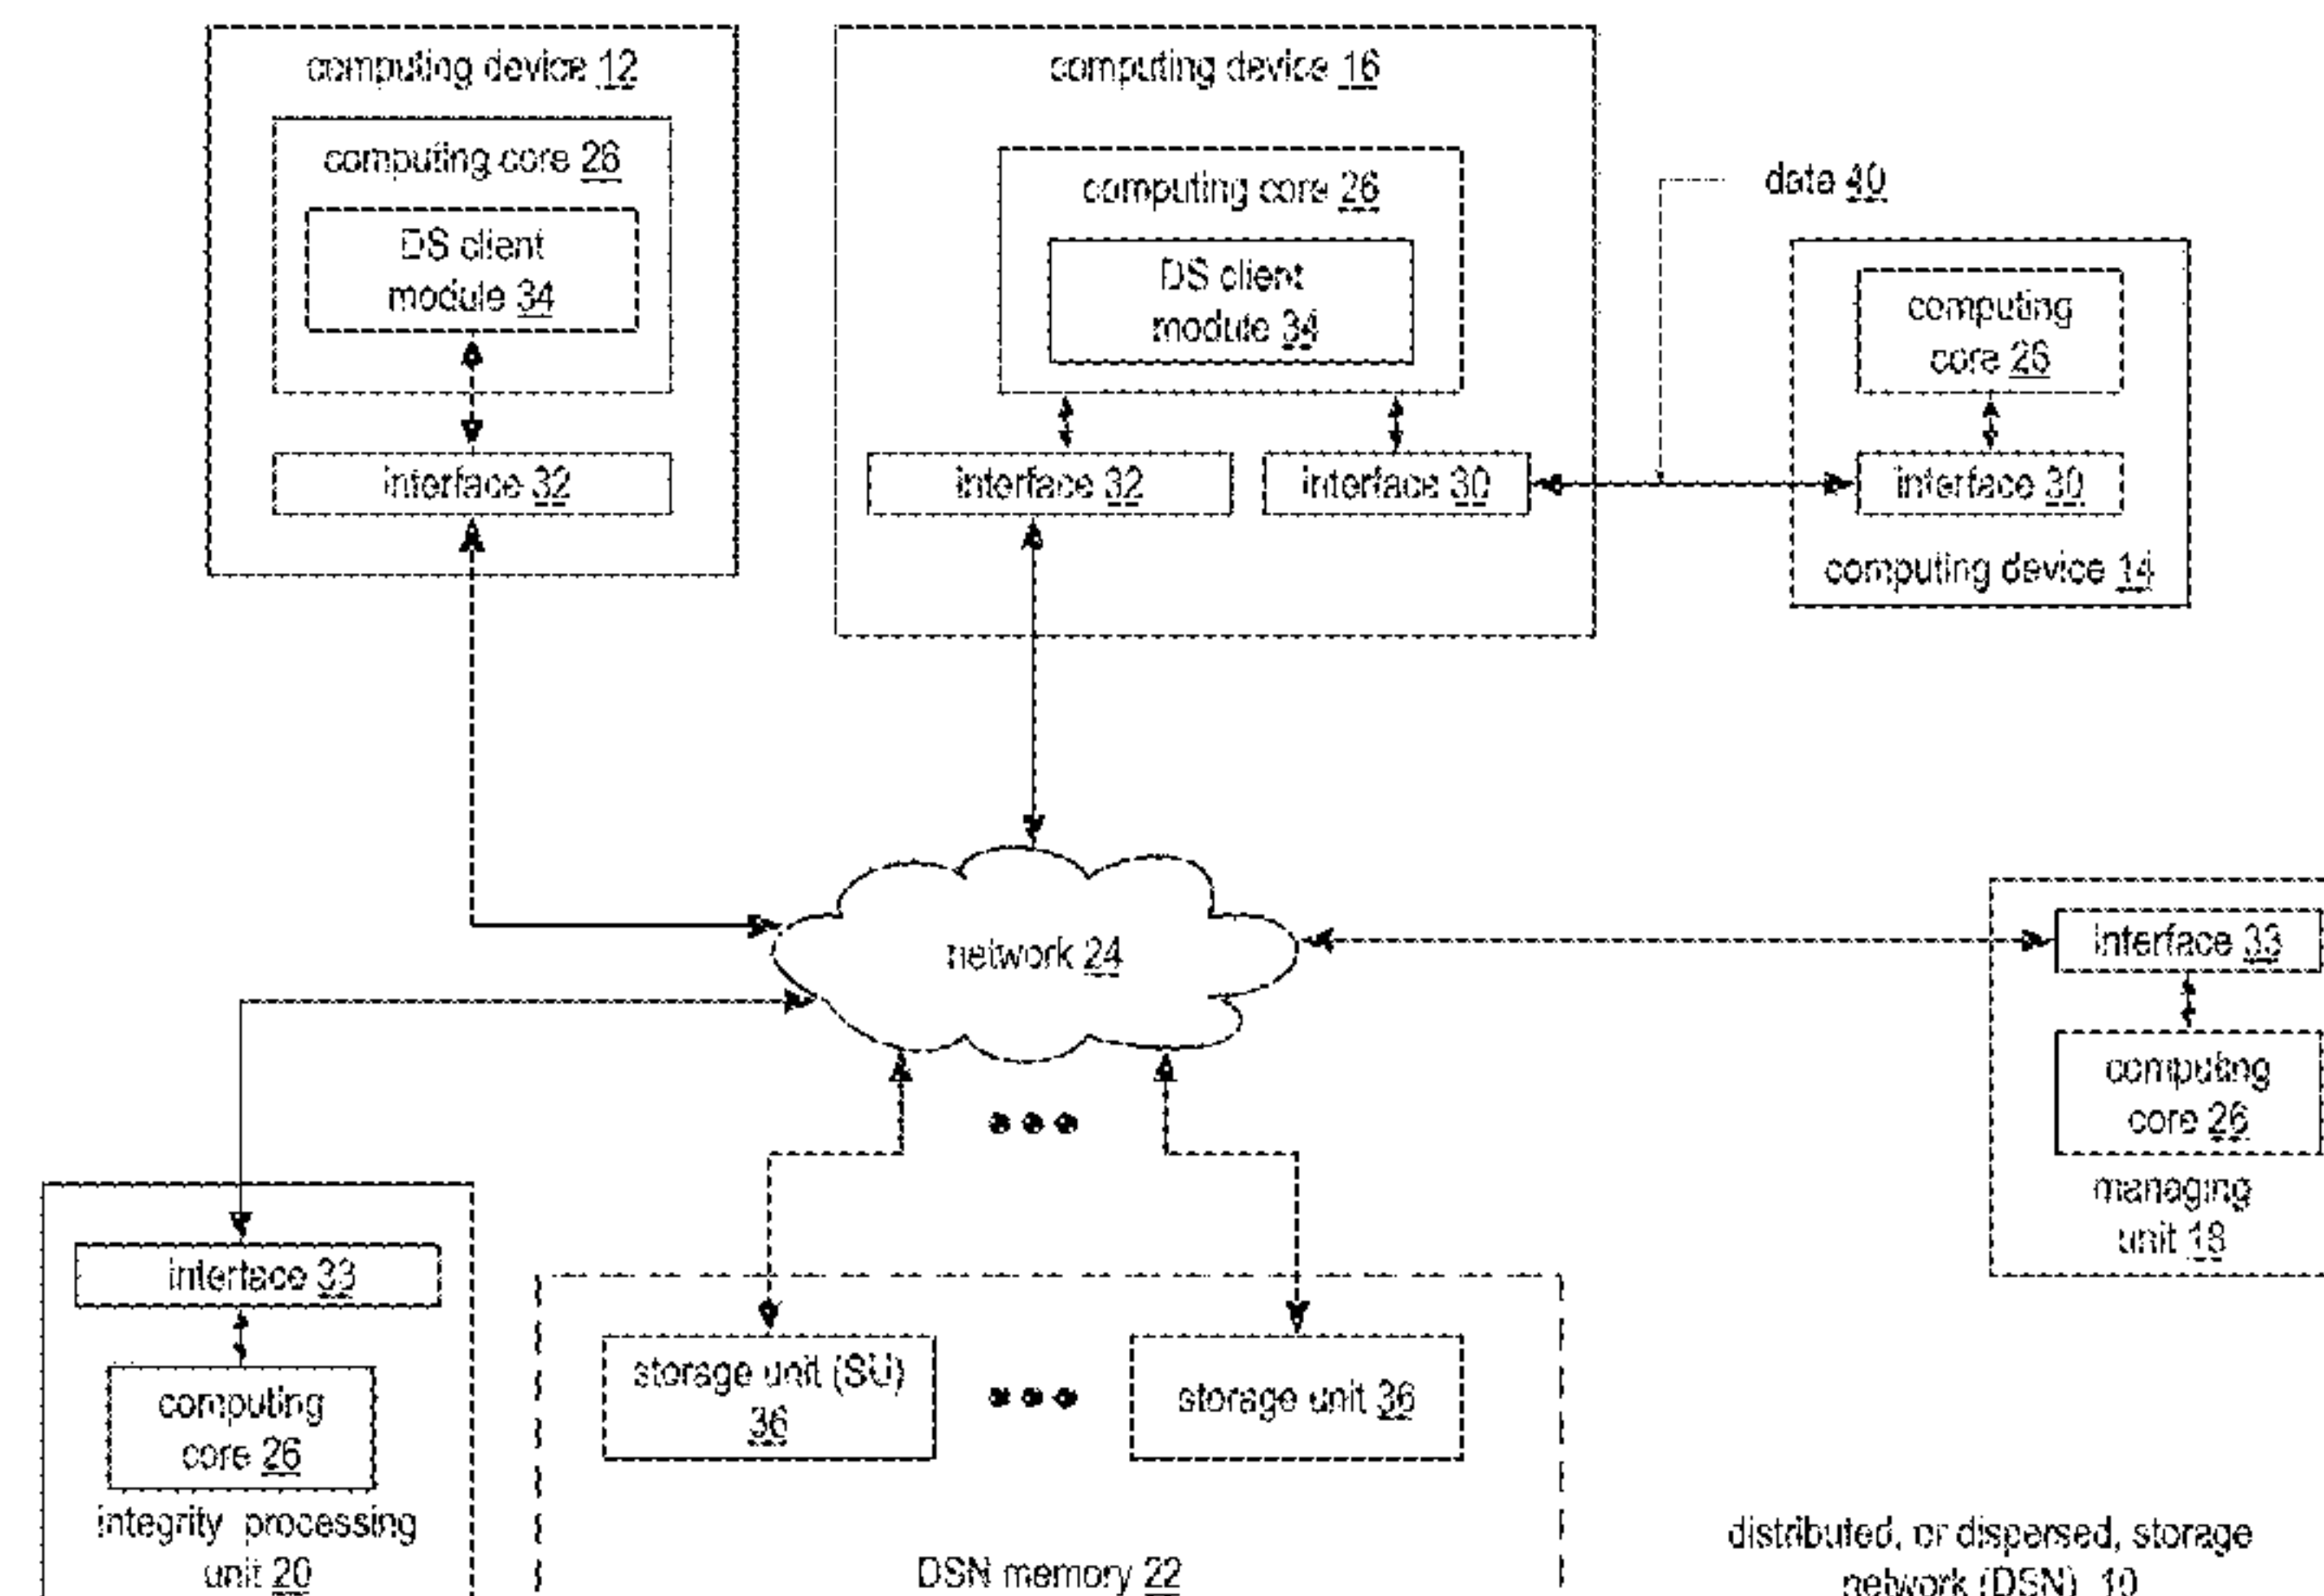 computing device 12
computing core 26
DS client
module 34
interface 32
computing device 16
computing core 26
DS client
module 34
interface 32
interface 30
data 40
computing
core 26
interface 30
computing device 14
network 24
interface 33
computing
core 26
managing
unit 18
interface 33
computing
core 26
integrity processing
unit 20
storage unit (SU)
36
storage unit 36
DSN memory 22
distributed, or dispersed, storage
network (DSN) 10